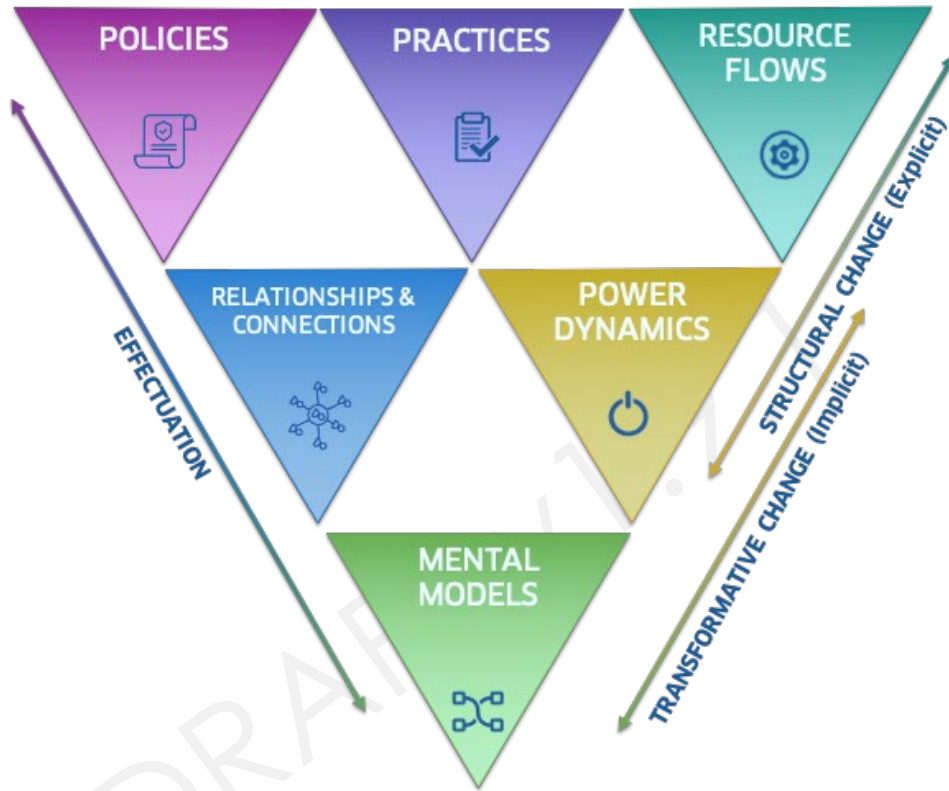 POLICIES
PRACTICES
RESOURCE
FLOWS
RELATIONSHIPS &
CONNECTIONS
POWER
DYNAMICS
MENTAL
MODELS
EFFECTUATION
STRUCTURAL CHANGE (Explicit)
TRANSFORMATIVE CHANGE (Implicit)